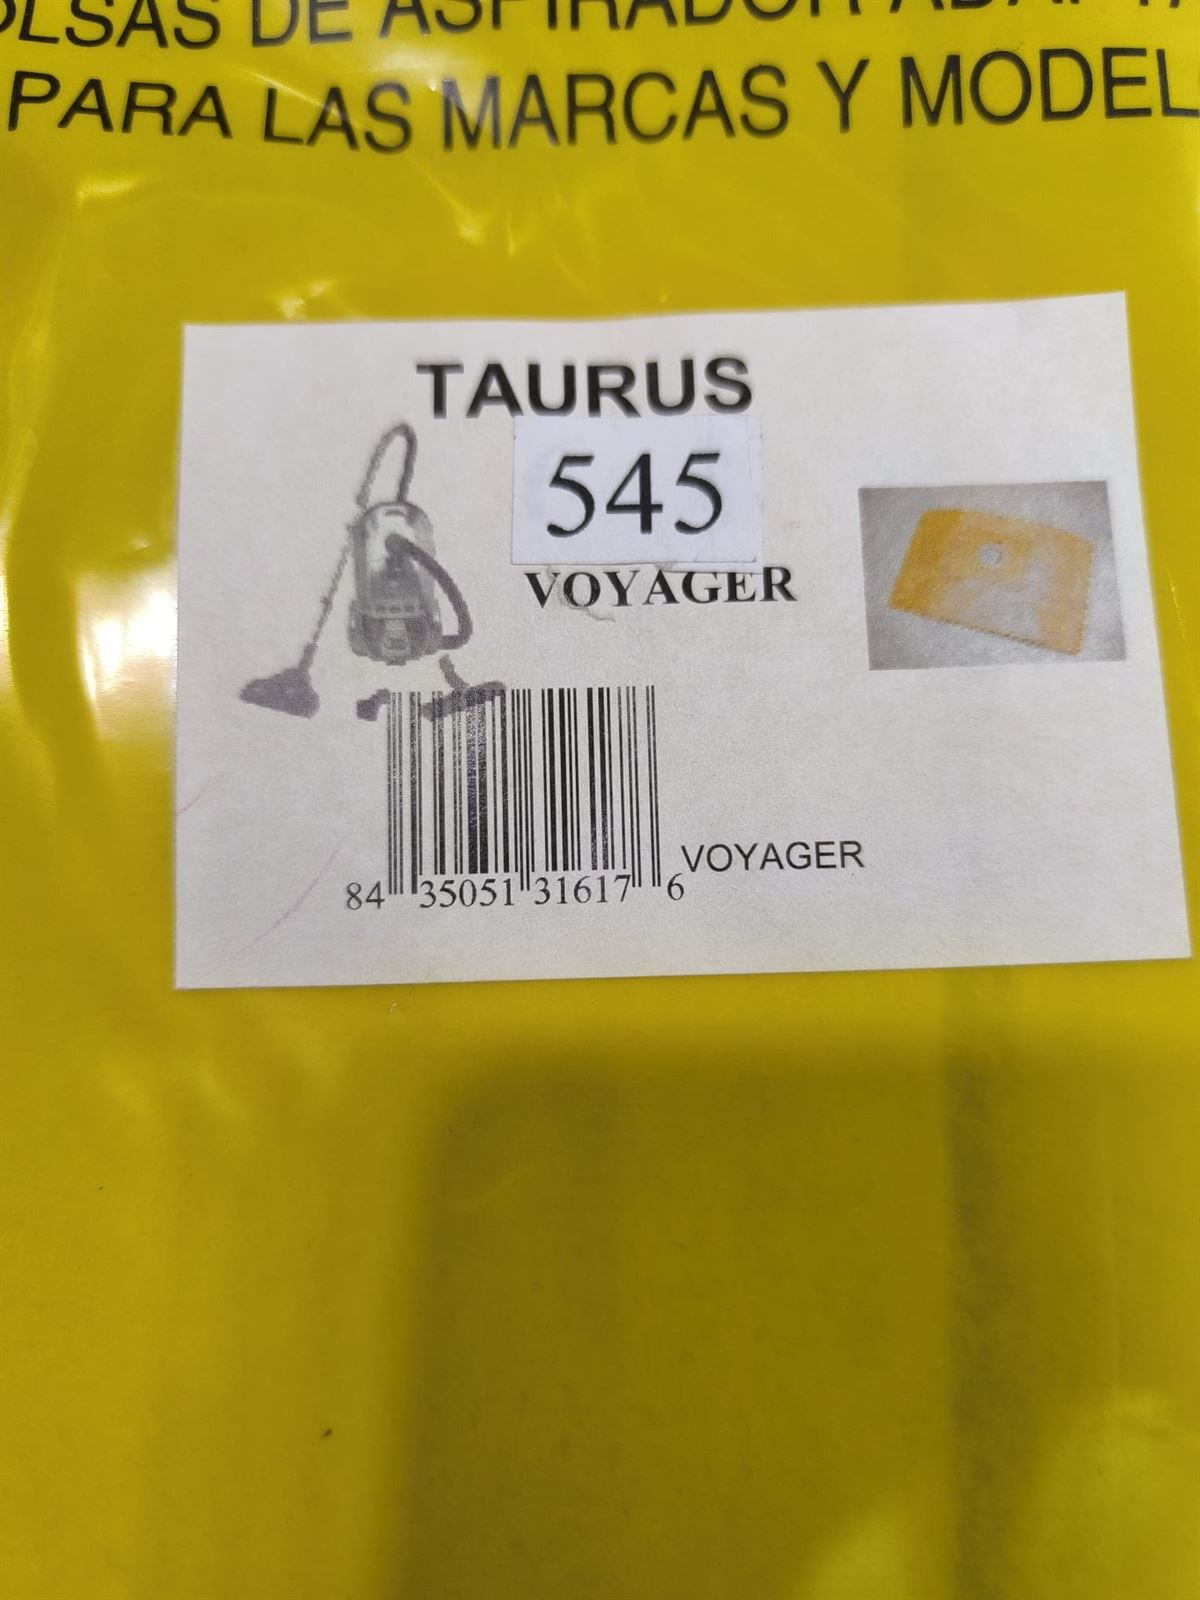 PARA LAS MARCAS Y MODEL
TAURUS
545
VOYAGER
84 35051 31617 6
VOYAGER